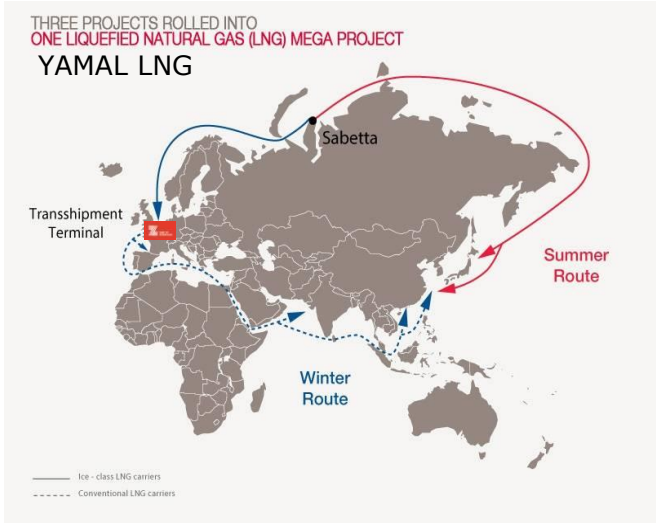 THREE PROJECTS ROLLED INTO
ONE LIQUEFIED NATURAL GAS (LNG) MEGA PROJECT
YAMAL LNG
Sabetta
Transshipment
Terminal
Summer
Route
Winter
Route
Ice - class LNG carriers
Conventional LNG carriers